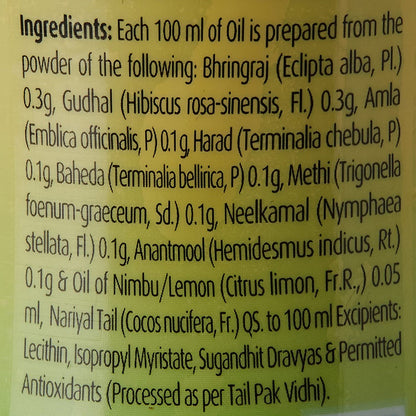 Ingredients: Each 100 ml of Oil is prepared from the
powder of the following: Bhringraj (Eclipta alba, Pl.)
0.3g, Gudhal (Hibiscus rosa-sinensis, Fl.) 0.3g, Amla
(Emblica officinalis, P) 0.1g, Harad (Terminalia chebula, P)
0.1g, Baheda (Terminalia bellirica, P) 0.1g, Methi (Trigonella
foenum-graeceum, Sd.) 0.1g, Neelkamal (Nymphaea
stellata, Fl.) 0.1g, Anantmool (Hemidesmus indicus, Rt.)
0.1g & Oil of Nimbu/Lemon (Citrus limon, Fr.R.,) 0.05
ml, Nariyal Tail (Cocos nucifera, Fr.) QS. to 100 ml Excipients:
Lecithin, Isopropyl Myristate, Sugandhit Dravyas & Permitted
Antioxidants (Processed as per Tail Pak Vidhi).